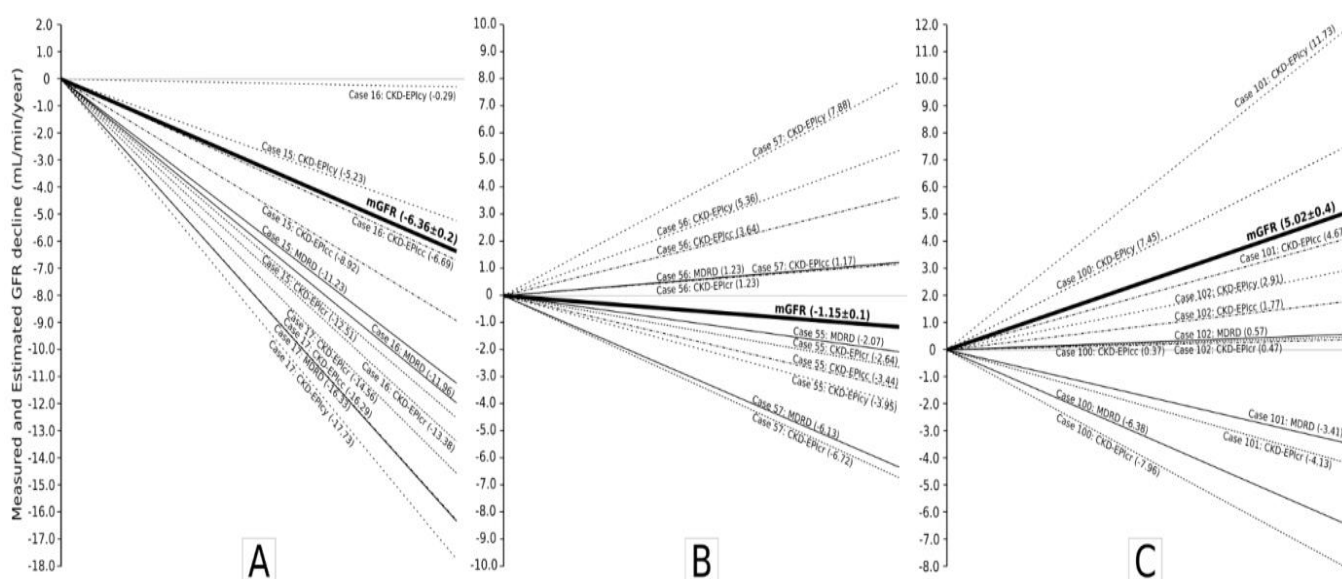 Measured and Estimated GFR decline (mL/min/year)
2.0
1.0
0
-1.0
-2.0
-3.0
-4.0
-5.0
-6.0
-7.0
-8.0
-9.0
-10.0
-11.0
-12.0
-13.0
-14.0
-15.0
-16.0
-17.0
-18.0
Case 16: CKD-EPIcy (-0.29)
Case 15: CKD-EPIcy (-5.23)
mGFR (-6.36±0.2)
Case 16: CKD-EPIcc (-6.69)
Case 15: CKD-EPIcc (-8.92)
Case 15: MDRD (-11.23)
Case 16: MDRD (-11.96)
Case 15: CKD-EPIcr (-12.51)
Case 16: CKD-EPIcr (-13.38)
Case 17: CKD-EPIcr (-14.56)
Case 17: CKD-EPIcc (-16.29)
Case 17: MDRD (-16.33)
Case 17: CKD-EPIcy (-17.73)
A
10.0
9.0
8.0
7.0
6.0
5.0
4.0
3.0
2.0
1.0
0
-1.0
-2.0
-3.0
-4.0
-5.0
-6.0
-7.0
-8.0
-9.0
-10.0
Case 57: CKD-EPIcy (7.88)
Case 56: CKD-EPIcy (5.36)
Case 56: CKD-EPIcc (3.64)
Case 56: MDRD (1.23) Case 57: CKD-EPIcc (1.17)
Case 56: CKD-EPIcr (1.23)
mGFR (-1.15±0.1)
Case 55: MDRD (-2.07)
Case 55: CKD-EPIcr (-2.64)
Case 55: CKD-EPIcc (-3.44)
Case 55: CKD-EPIcy (-3.95)
Case 57: MDRD (-6.13)
Case 57: CKD-EPIcr (-6.72)
B
12.0
11.0
10.0
9.0
8.0
7.0
6.0
5.0
4.0
3.0
2.0
1.0
0
-1.0
-2.0
-3.0
-4.0
-5.0
-6.0
-7.0
-8.0
Case 101: CKD-EPIcy (11.73)
Case 100: CKD-EPIcy (7.45)
mGFR (5.02±0.4)
Case 101: CKD-EPIcc (4.67
Case 102: CKD-EPIcy (2.91)
Case 102: CKD-EPIcc (1.77)
Case 102: MDRD (0.57)
Case 100: CKD-EPIcc (0.37) Case 102: CKD-EPIcr (0.47)
Case 101: MDRD (-3.41)
Case 101: CKD-EPIcr (-4.13)
Case 100: MDRD (-6.38)
Case 100: CKD-EPIcr (-7.96)
C